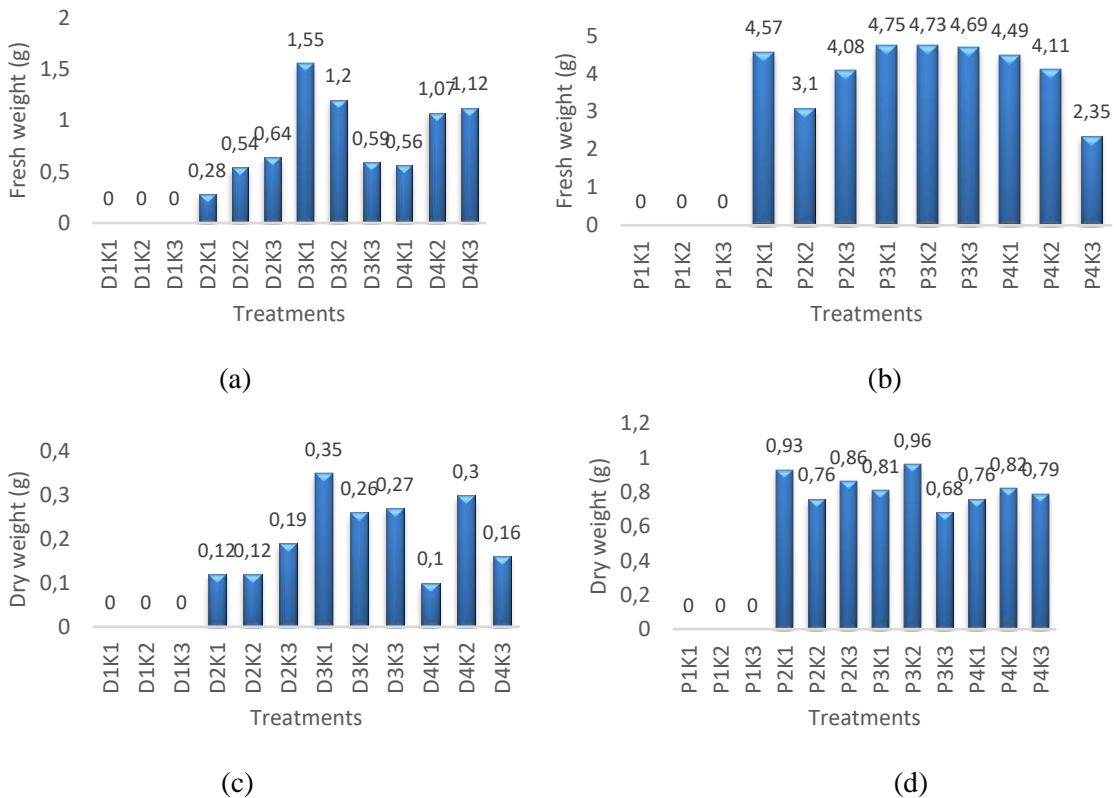 Fresh weight (g)
2
1,5
1
0,5
0
0 0 0 0,28 0,54 0,64 1,55 1,2 0,59 0,56 1,07 1,12
D1K1 D1K2 D1K3 D2K1 D2K2 D2K3 D3K1 D3K2 D3K3 D4K1 D4K2 D4K3
Treatments
(a)
Fresh weight (g)
5
4
3
2
1
0
0 0 0 4,57 3,1 4,08 4,75 4,73 4,69 4,49 4,11 2,35
P1K1 P1K2 P1K3 P2K1 P2K2 P2K3 P3K1 P3K2 P3K3 P4K1 P4K2 P4K3
Treatments
(b)
Dry weight (g)
0,4
0,3
0,2
0,1
0
0 0 0 0,12 0,12 0,19 0,35 0,26 0,27 0,1 0,3 0,16
D1K1 D1K2 D1K3 D2K1 D2K2 D2K3 D3K1 D3K2 D3K3 D4K1 D4K2 D4K3
Treatments
(c)
Dry weight (g)
1,2
1
0,8
0,6
0,4
0,2
0
0 0 0 0,93 0,76 0,86 0,81 0,96 0,68 0,76 0,82 0,79
P1K1 P1K2 P1K3 P2K1 P2K2 P2K3 P3K1 P3K2 P3K3 P4K1 P4K2 P4K3
Treatments
(d)